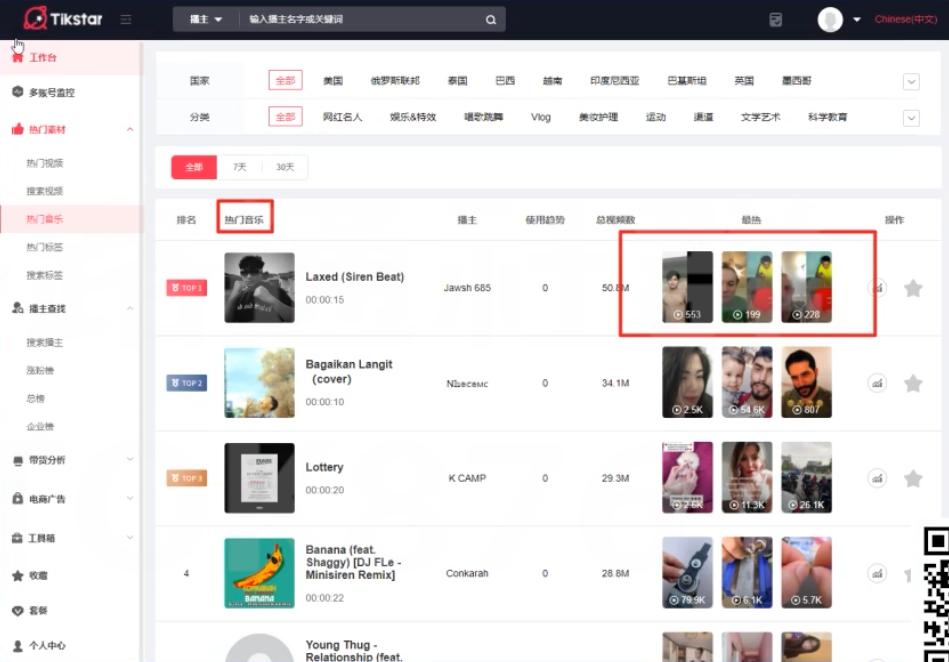 Tikstar
播主
输入播主名字或关键词
Chinese(中文)
工作台
多账号监控
热门素材
热门视频
搜索视频
热门音乐
热门标签
搜索标签
播主查找
搜索播主
涨粉榜
总榜
企业榜
带货分析
电商广告
工具箱
收藏
套餐
个人中心
国家 全部 美国 俄罗斯联邦 泰国 巴西 越南 印度尼西亚 巴基斯坦 英国 墨西哥
分类 全部 网红名人 娱乐&特效 唱歌跳舞 Vlog 美妆护理 运动 渠道 文字艺术 科学教育
全部 7天 30天
排名 热门音乐 播主 使用趋势 总视频数 最热 操作
TOP 1 Laxed (Siren Beat) Jawsh 685 0 50.8M
00:00:15
553 199 228
TOP 2 Bagaikan Langit
(cover)
0 34.1M
00:00:10
2.5K 54.6K 807
TOP 3 Lottery K CAMP 0 29.3M
00:00:20
2.6K 11.3K 26.1K
4 Banana (feat.
Shaggy) [DJ FLe -
Minisiren Remix]
Conkarah 0 28.8M
00:00:22
BANANA
79.9K 6.1K 5.7K
Young Thug -
Relationship (feat.